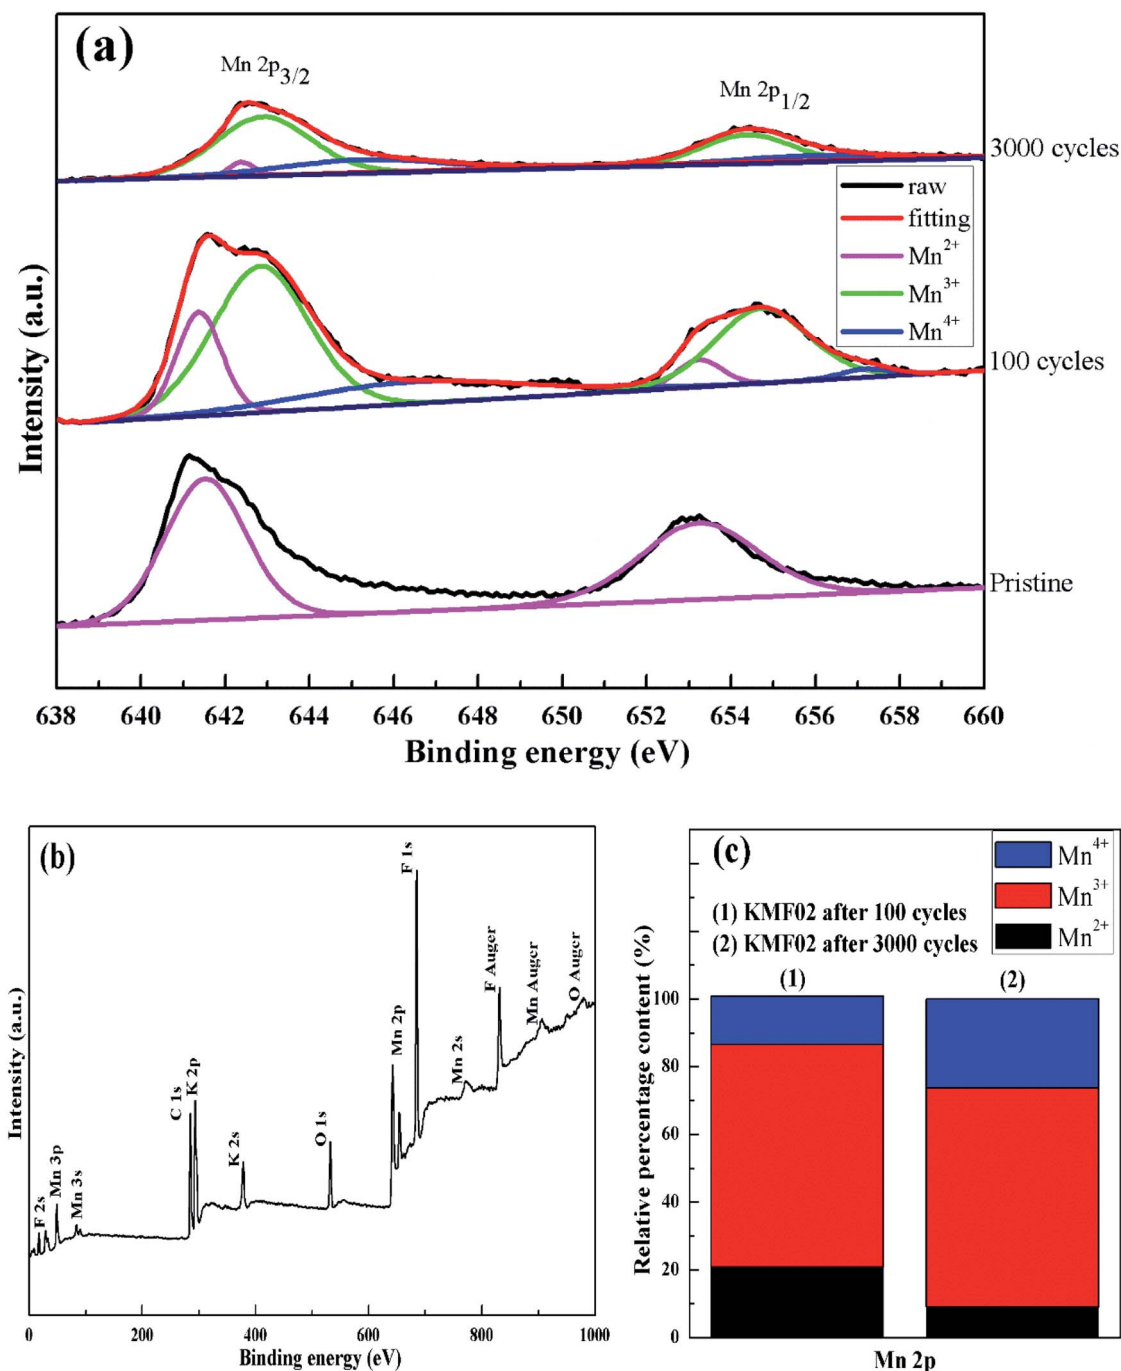 (a)
Mn 2p3/2
Mn 2p1/2
3000 cycles
raw
fitting
Mn2+
Mn3+
Mn4+
100 cycles
Pristine
Intensity (a.u.)
638 640 642 644 646 648 650 652 654 656 658 660
Binding energy (eV)
(b)
F 2s
Mn 3p
Mn 3s
C 1s
K 2p
K 2s
O 1s
Mn 2p
F 1s
Mn 2s
F Auger
Mn Auger
O Auger
Intensity (a.u.)
0 200 400 600 800 1000
Binding energy (eV)
(c)
Mn4+
Mn3+
Mn2+
(1) KMF02 after 100 cycles
(2) KMF02 after 3000 cycles
(1)
(2)
Relative percentage content (%)
100
80
60
40
20
0
Mn 2p